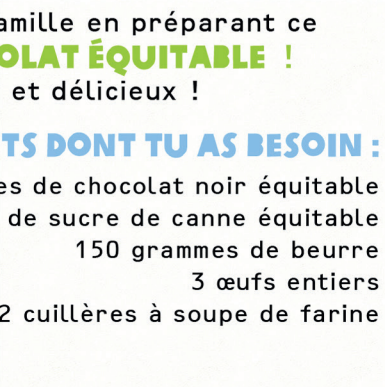 amille en préparant ce
OLAT ÉQUITABLE !
et délicieux !
TS DONT TU AS BESOIN :
es de chocolat noir équitable
de sucre de canne équitable
150 grammes de beurre
3 œufs entiers
2 cuillères à soupe de farine